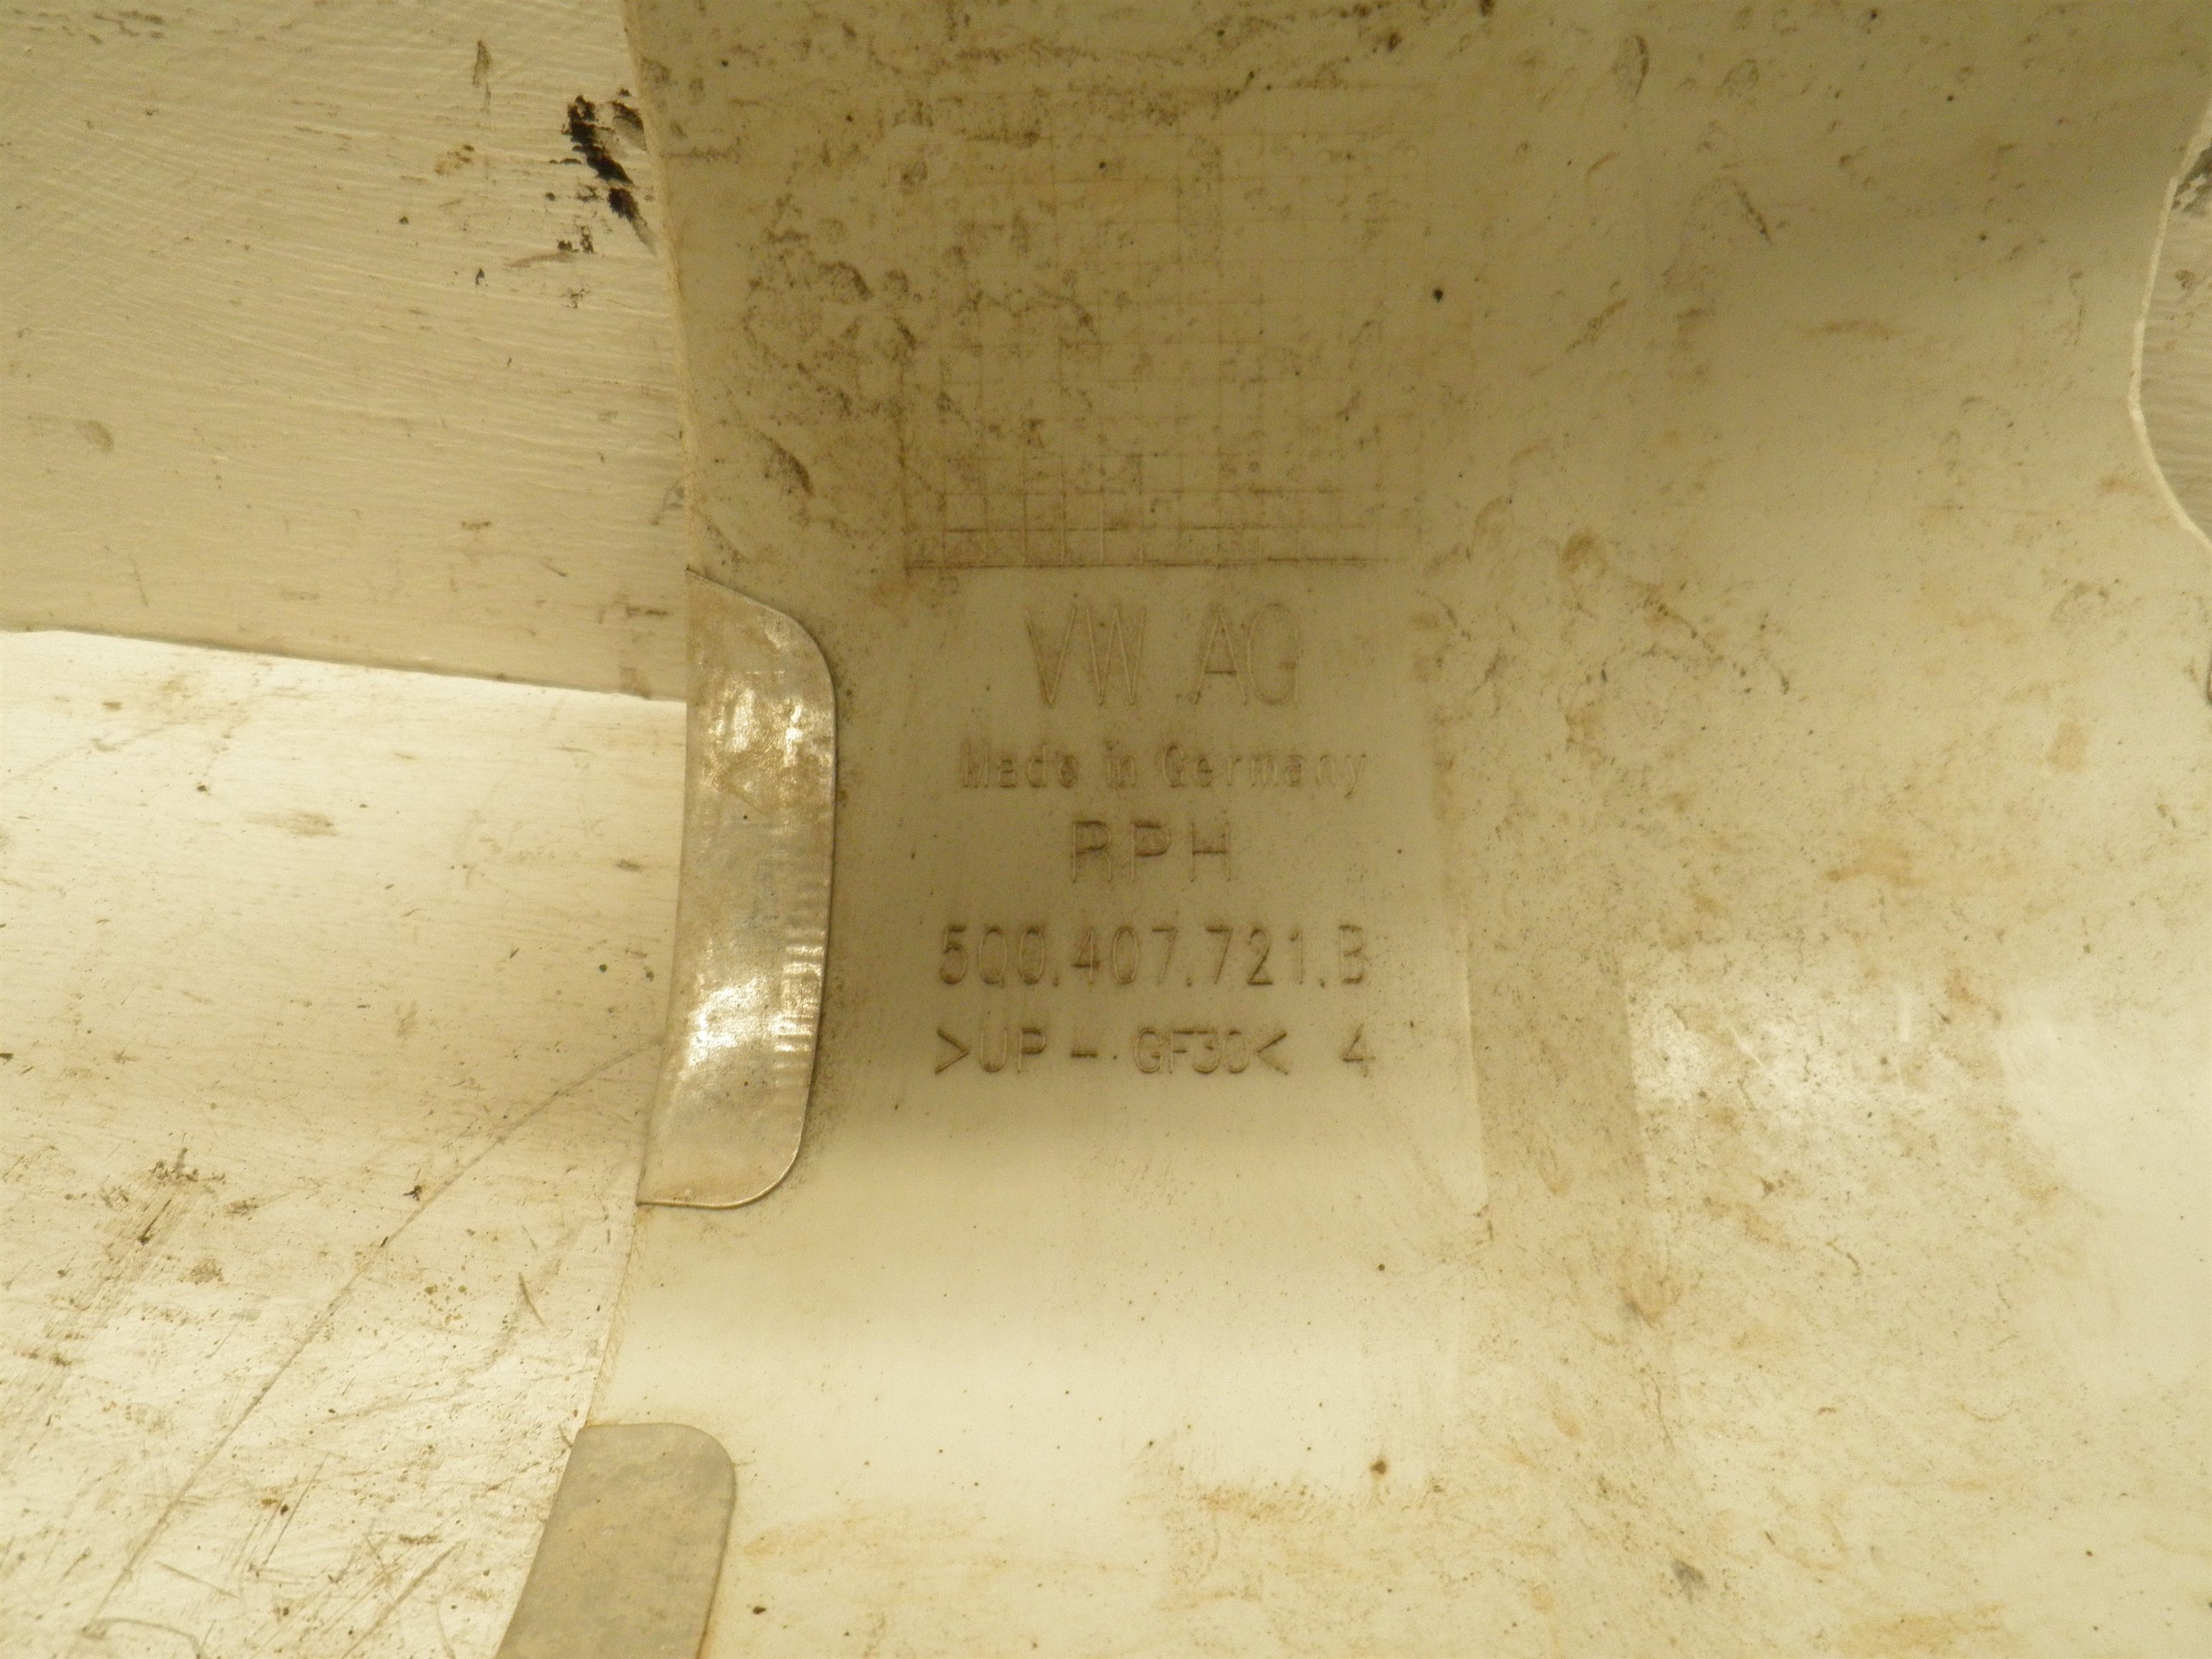 VW AG
Made in Germany
RPH
5Q0.407.721.B
>UP-GF30< 4